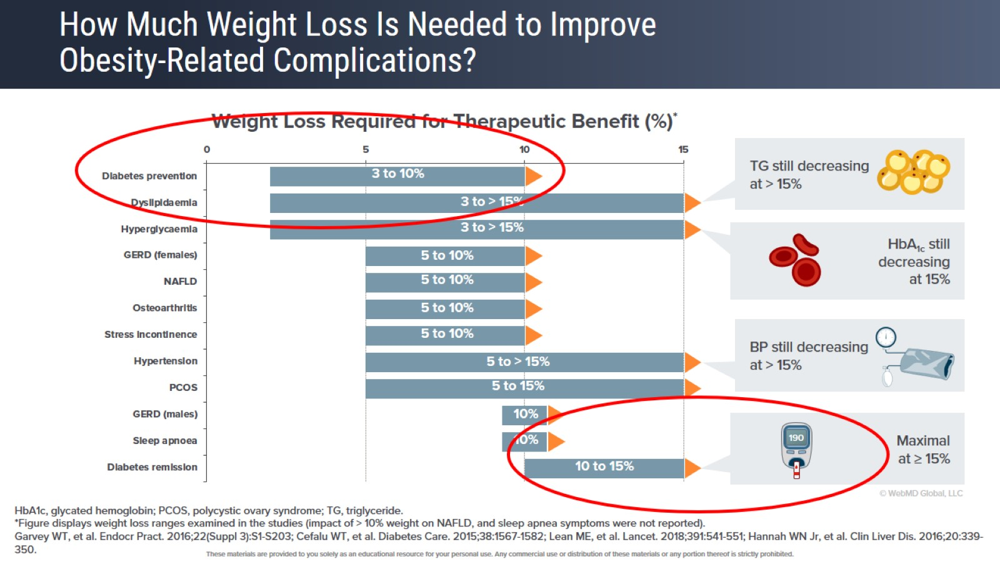 How Much Weight Loss Is Needed to Improve
Obesity-Related Complications?
Weight Loss Required for Therapeutic Benefit (%)*
0 5 10 15
Diabetes prevention 3 to 10%
Dyslipidaemia 3 to > 15%
Hyperglycaemia 3 to > 15%
GERD (females) 5 to 10%
NAFLD 5 to 10%
Osteoarthritis 5 to 10%
Stress incontinence 5 to 10%
Hypertension 5 to > 15%
PCOS 5 to 15%
GERD (males) 10%
Sleep apnoea 10%
Diabetes remission 10 to 15%
TG still decreasing
at > 15%
HbA1c still
decreasing
at 15%
BP still decreasing
at > 15%
190
Maximal
at ≥ 15%
© WebMD Global, LLC
HbA1c, glycated hemoglobin; PCOS, polycystic ovary syndrome; TG, triglyceride.
*Figure displays weight loss ranges examined in the studies (impact of > 10% weight on NAFLD, and sleep apnea symptoms were not reported).
Garvey WT, et al. Endocr Pract. 2016;22(Suppl 3):S1-S203; Cefalu WT, et al. Diabetes Care. 2015;38:1567-1582; Lean ME, et al. Lancet. 2018;391:541-551; Hannah WN Jr, et al. Clin Liver Dis. 2016;20:339-
350.
These materials are provided to you solely as an educational resource for your personal use. Any commercial use or distribution of these materials or any portion thereof is strictly prohibited.